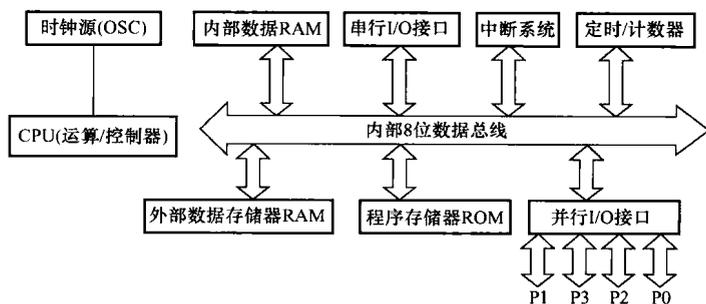 时钟源(OSC)
内部数据RAM
串行I/O接口
中断系统
定时/计数器
CPU(运算/控制器)
内部8位数据总线
外部数据存储器RAM
程序存储器ROM
并行I/O接口
P1 P3 P2 P0